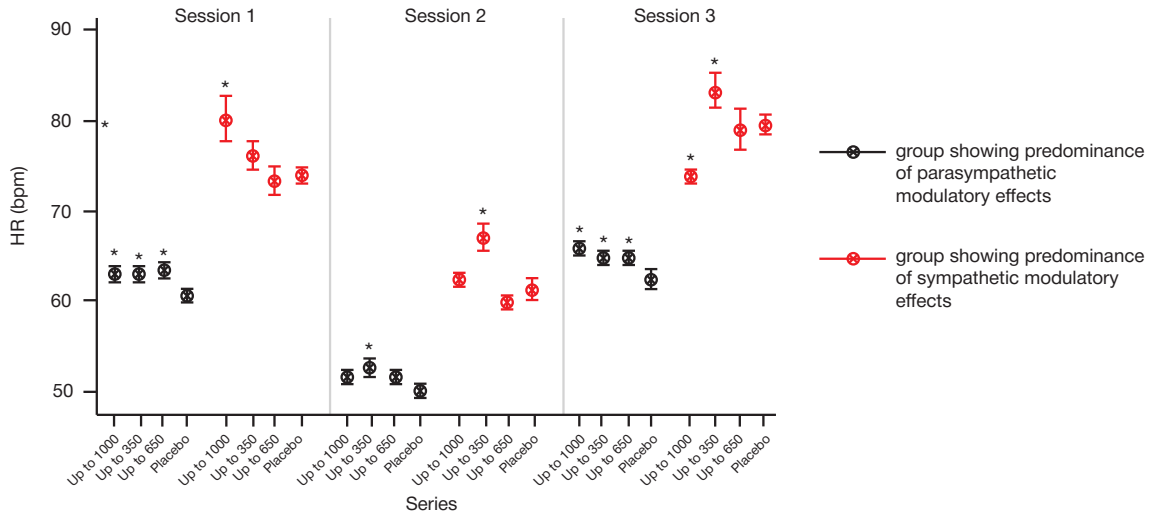 Session 1
Session 2
Session 3
90
80
70
60
50
HR (bpm)
*
*
*
*
*
*
*
*
*
*
*
*
Up to 1000
Up to 350
Up to 650
Placebo
Up to 1000
Up to 350
Up to 650
Placebo
Up to 1000
Up to 350
Up to 650
Placebo
Up to 1000
Up to 350
Up to 650
Placebo
Up to 1000
Up to 350
Up to 650
Placebo
Up to 1000
Up to 350
Up to 650
Placebo
Series
group showing predominance
of parasympathetic
modulatory effects
group showing predominance
of sympathetic modulatory
effects